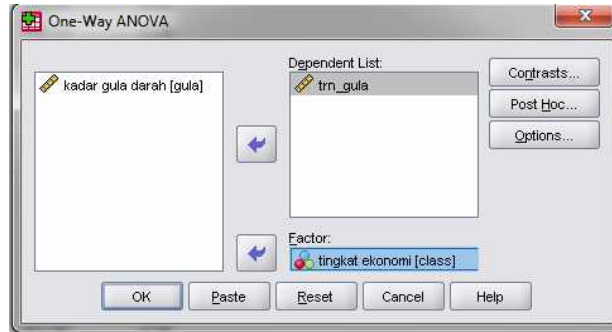 One-Way ANOVA
kadar gula darah [gula]
Dependent List:
trn_gula
Contrasts...
Post Hoc...
Options...
Factor:
tingkat ekonomi [class]
OK
Paste
Reset
Cancel
Help